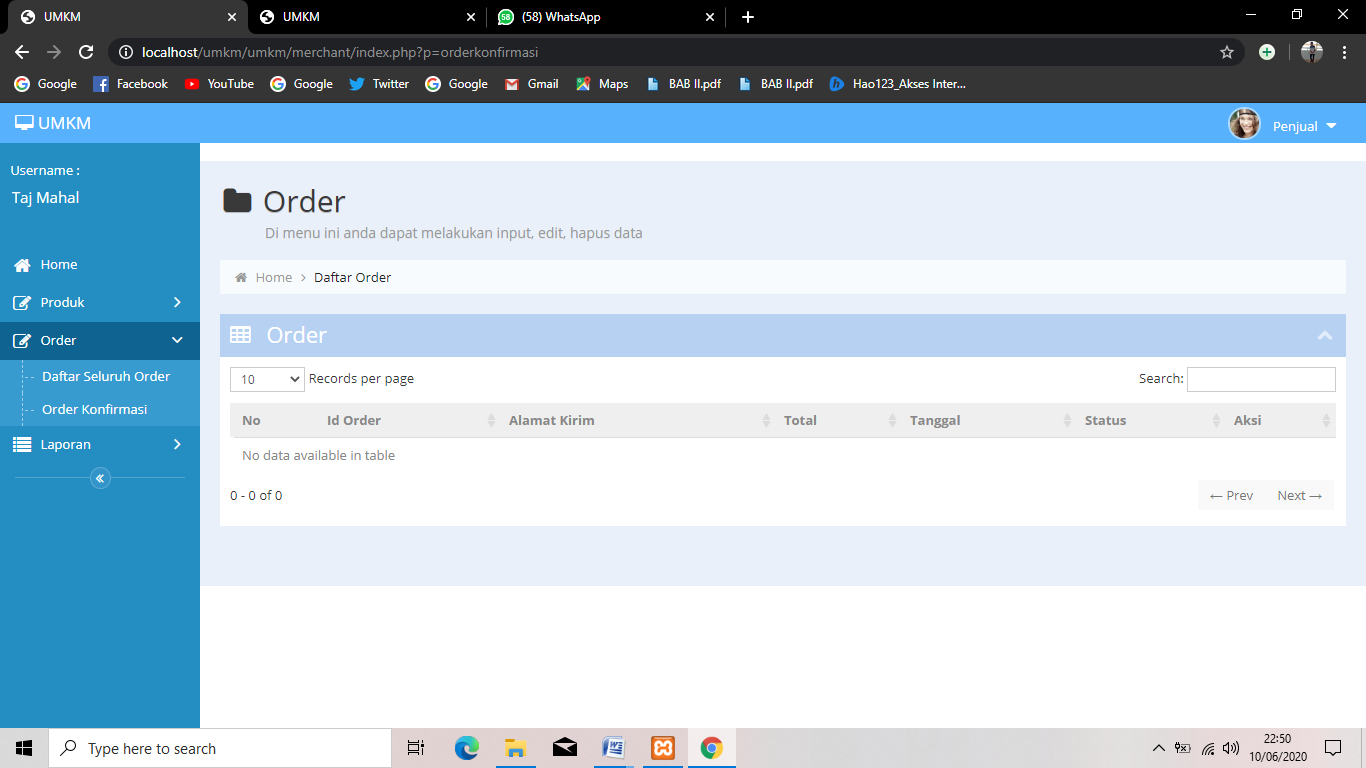 UMKM
UMKM
(58) WhatsApp
localhost/umkm/umkm/merchant/index.php?p=orderkonfirmasi
Google Facebook YouTube Google Twitter Google Gmail Maps BAB II.pdf BAB II.pdf Hao123_Akses Inter...
UMKM
Penjual
Username :
Taj Mahal
Home
Produk
Order
Daftar Seluruh Order
Order Konfirmasi
Laporan
Order
Di menu ini anda dapat melakukan input, edit, hapus data
Home > Daftar Order
Order
10 Records per page
Search:
No Id Order Alamat Kirim Total Tanggal Status Aksi
No data available in table
0 - 0 of 0
← Prev Next →
Type here to search
22:50
10/06/2020